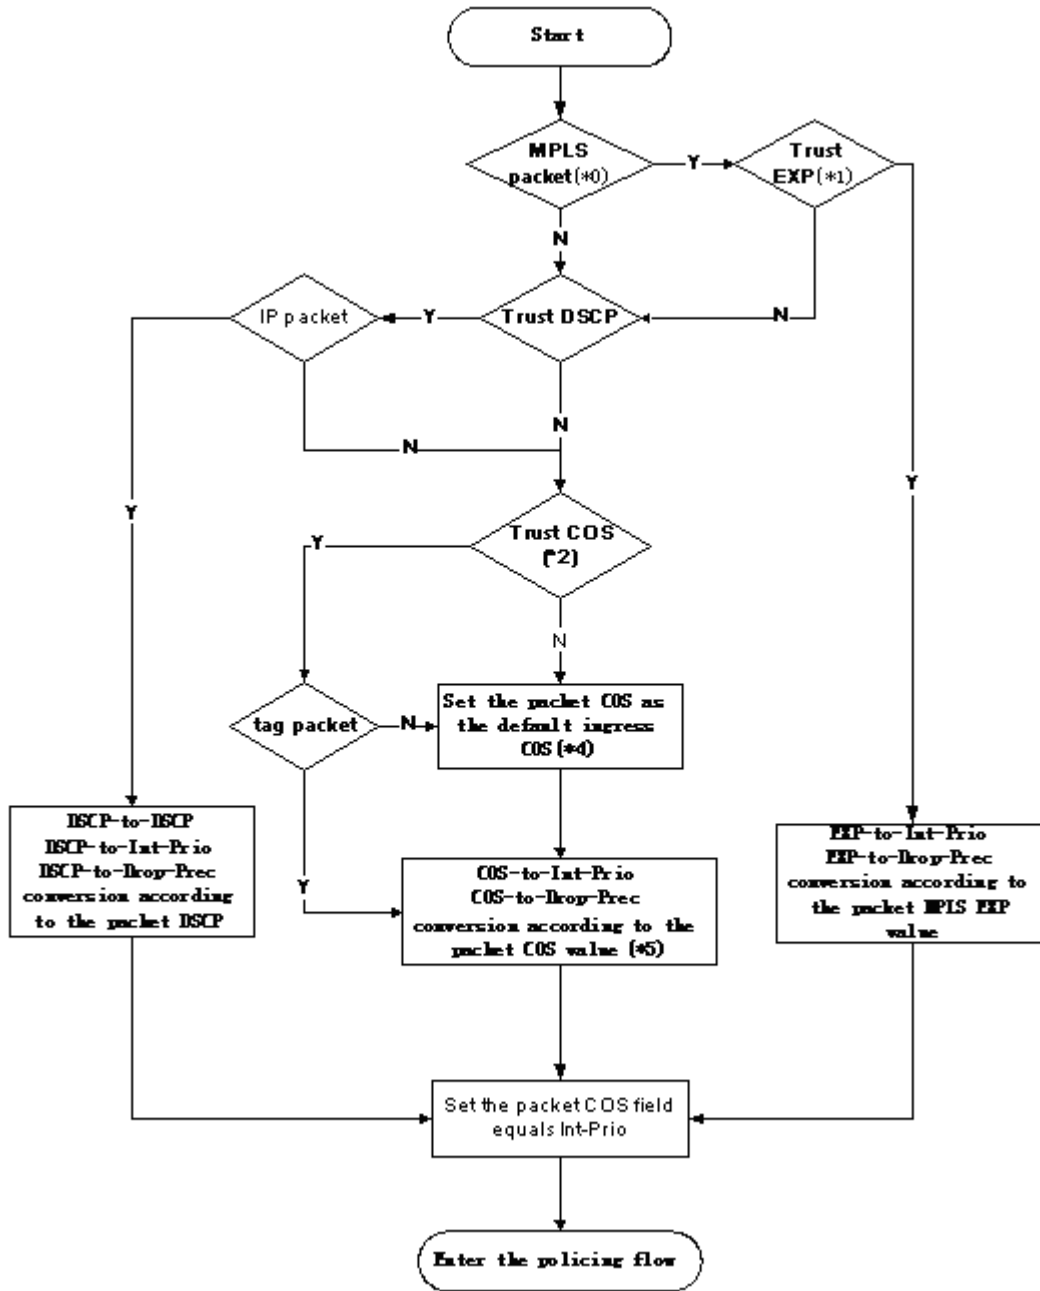 Start
MPLS
packet(*0)
Y
Trust
EXP(*1)
N
IP packet
Y
Trust DSCP
N
N
N
Y
Y
Trust COS
(*2)
Y
N
tag packet
N
Set the packet COS as
the default ingress
COS(*4)
DSCP-to-DSCP
DSCP-to-Int-Prio
DSCP-to-Drop-Prec
conversion according
to the packet DSCP
Y
COS-to-Int-Prio
COS-to-Drop-Prec
conversion according to the
packet COS value (*5)
EXP-to-Int-Prio
EXP-to-Drop-Prec
conversion according to
the packet MPLS EXP
value
Set the packet COS field
equals Int-Prio
Enter the policing flow